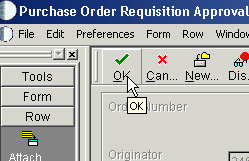 Purchase Order Requisition Approval
File Edit Preferences Form Row Window
Tools
Form
Row
Attach
OK Can... New... Dis...
OK
Order Number
Originator